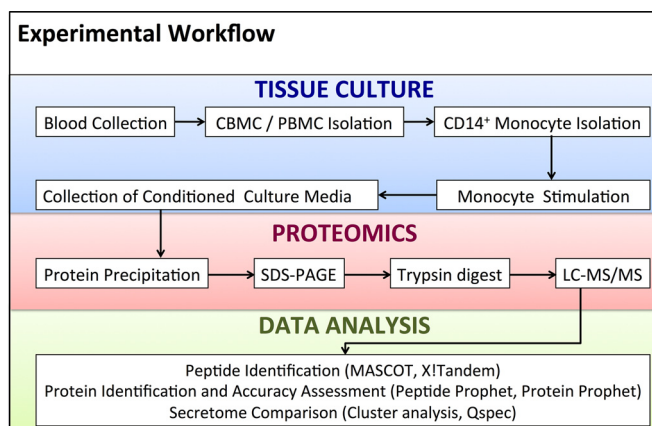 Experimental Workflow
TISSUE CULTURE
Blood Collection
CBMC / PBMC Isolation
CD14⁺ Monocyte Isolation
Monocyte Stimulation
Collection of Conditioned Culture Media
PROTEOMICS
Protein Precipitation
SDS-PAGE
Trypsin digest
LC-MS/MS
DATA ANALYSIS
Peptide Identification (MASCOT, X!Tandem)
Protein Identification and Accuracy Assessment (Peptide Prophet, Protein Prophet)
Secretome Comparison (Cluster analysis, Qspec)